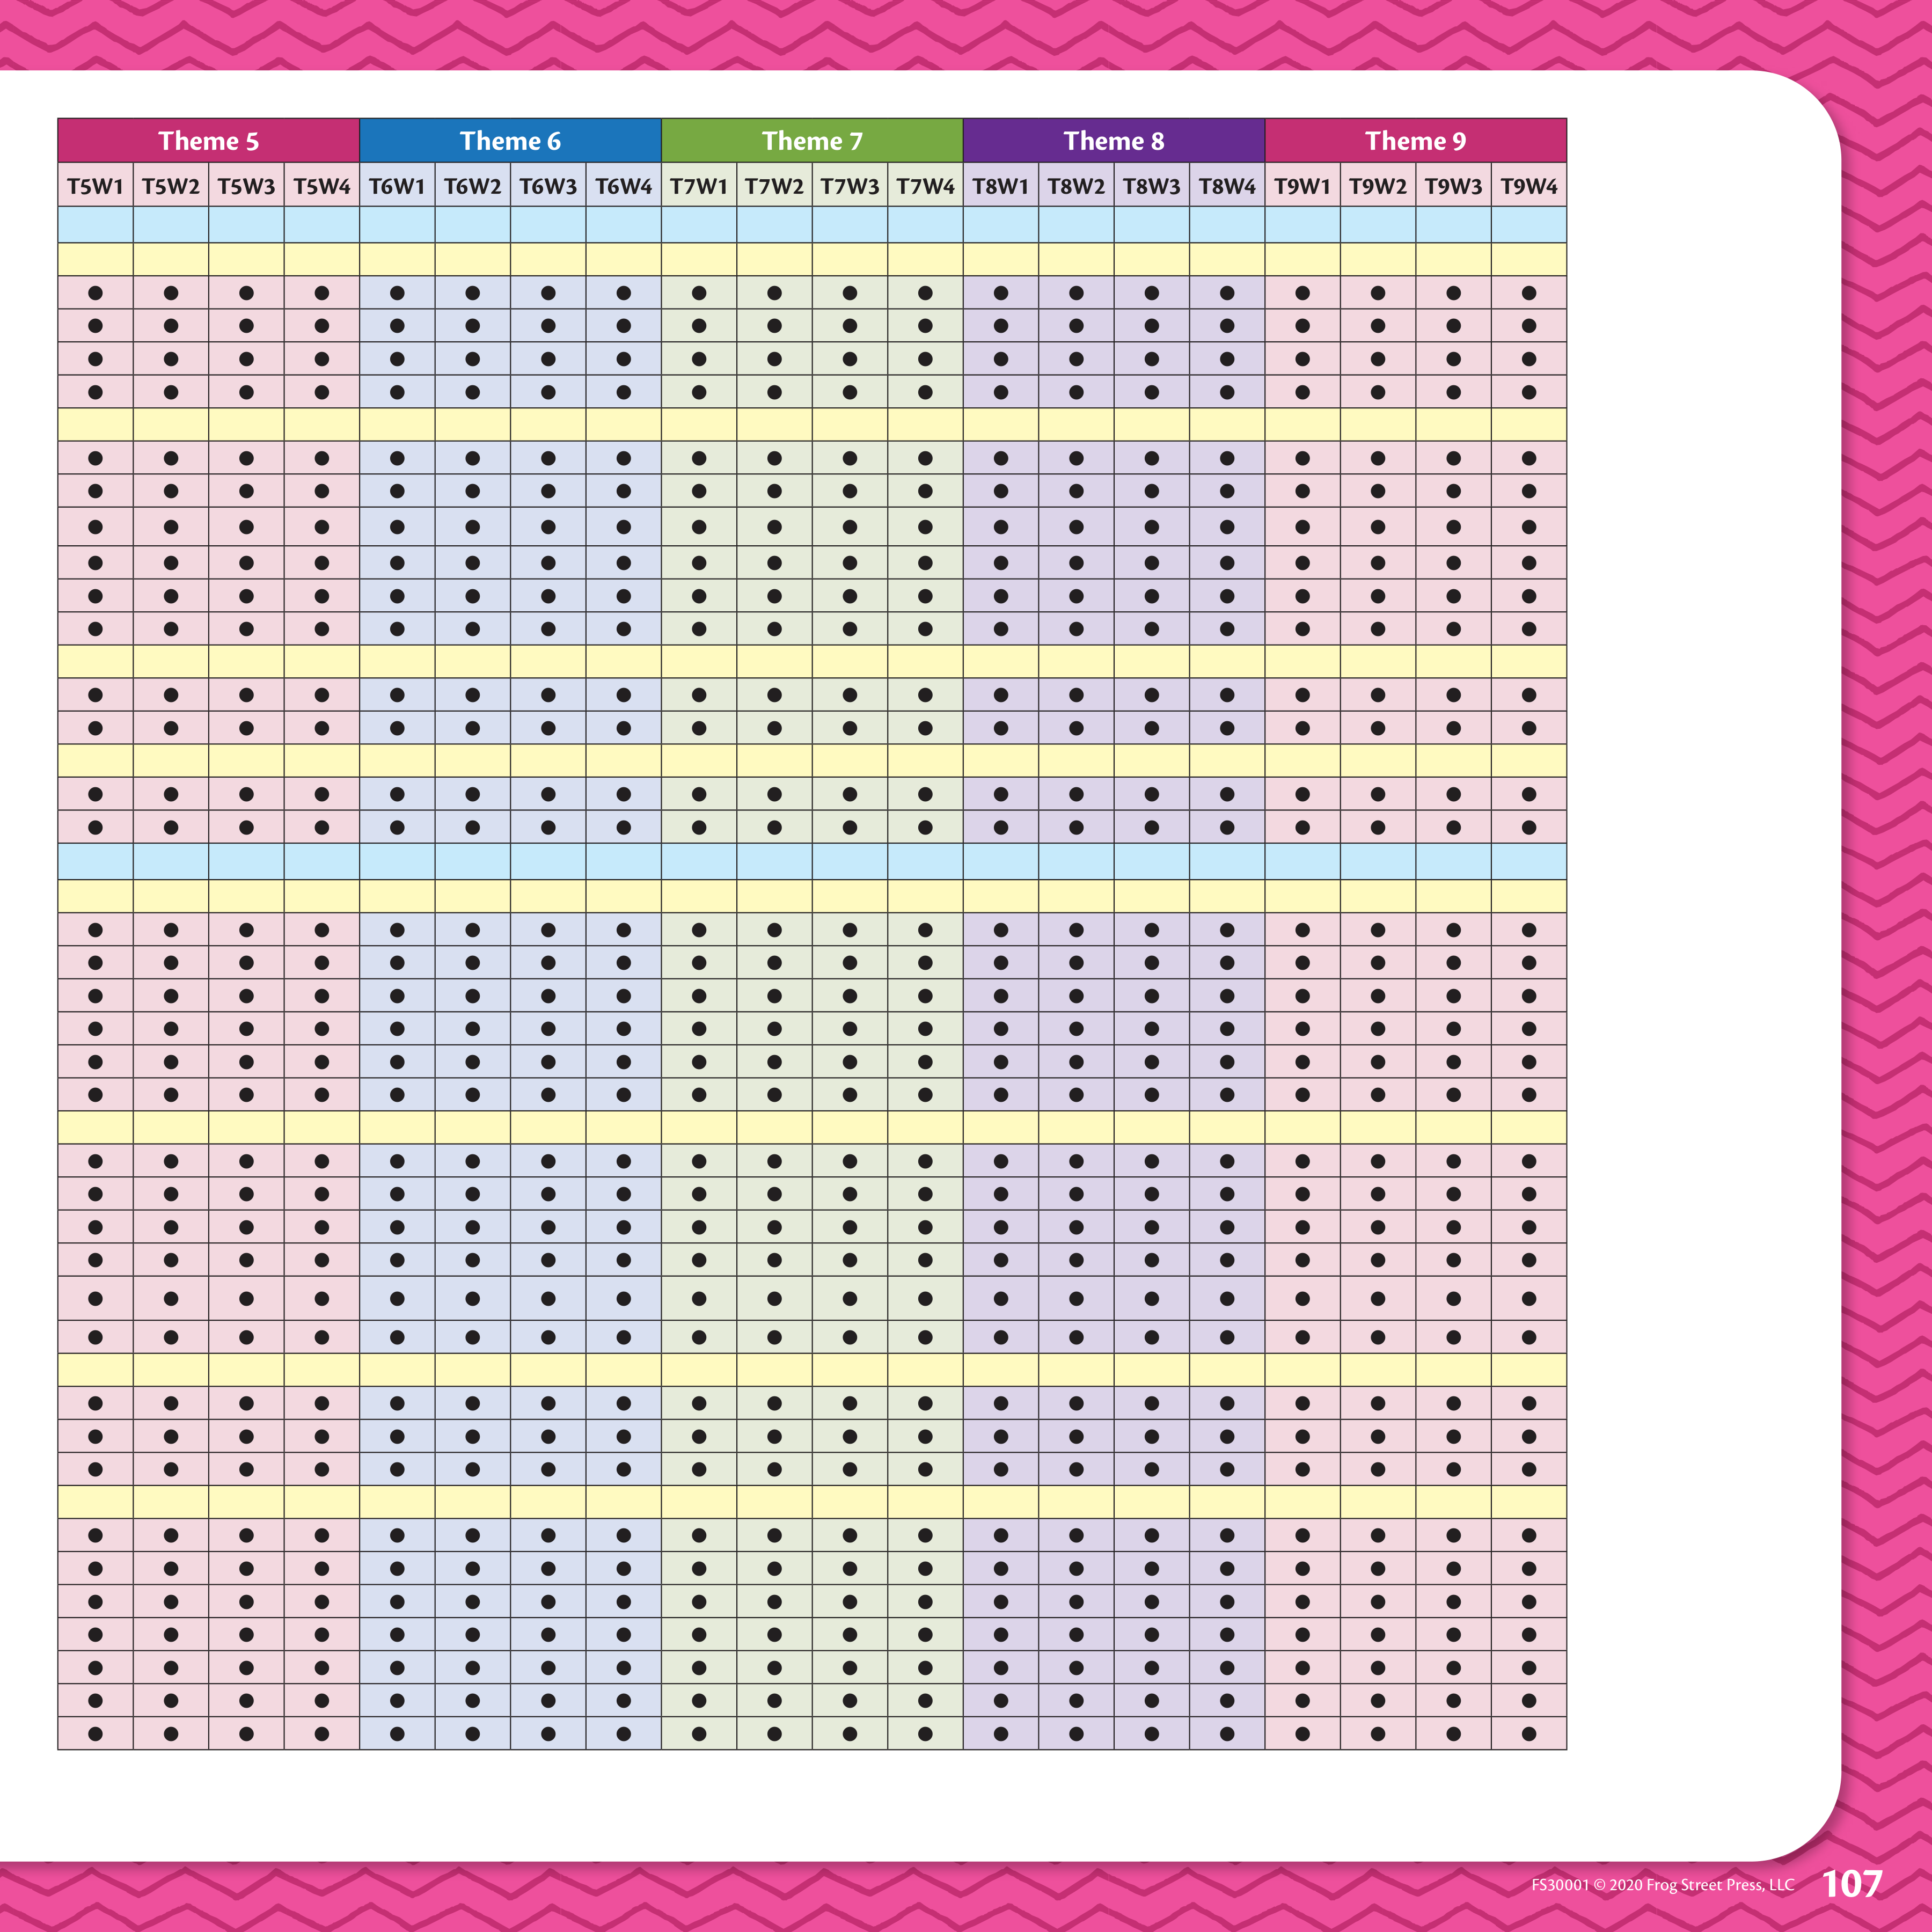 Theme 5 Theme 6 Theme 7 Theme 8 Theme 9
T5W1 T5W2 T5W3 T5W4 T6W1 T6W2 T6W3 T6W4 T7W1 T7W2 T7W3 T7W4 T8W1 T8W2 T8W3 T8W4 T9W1 T9W2 T9W3 T9W4
FS30001 © 2020 Frog Street Press, LLC 107